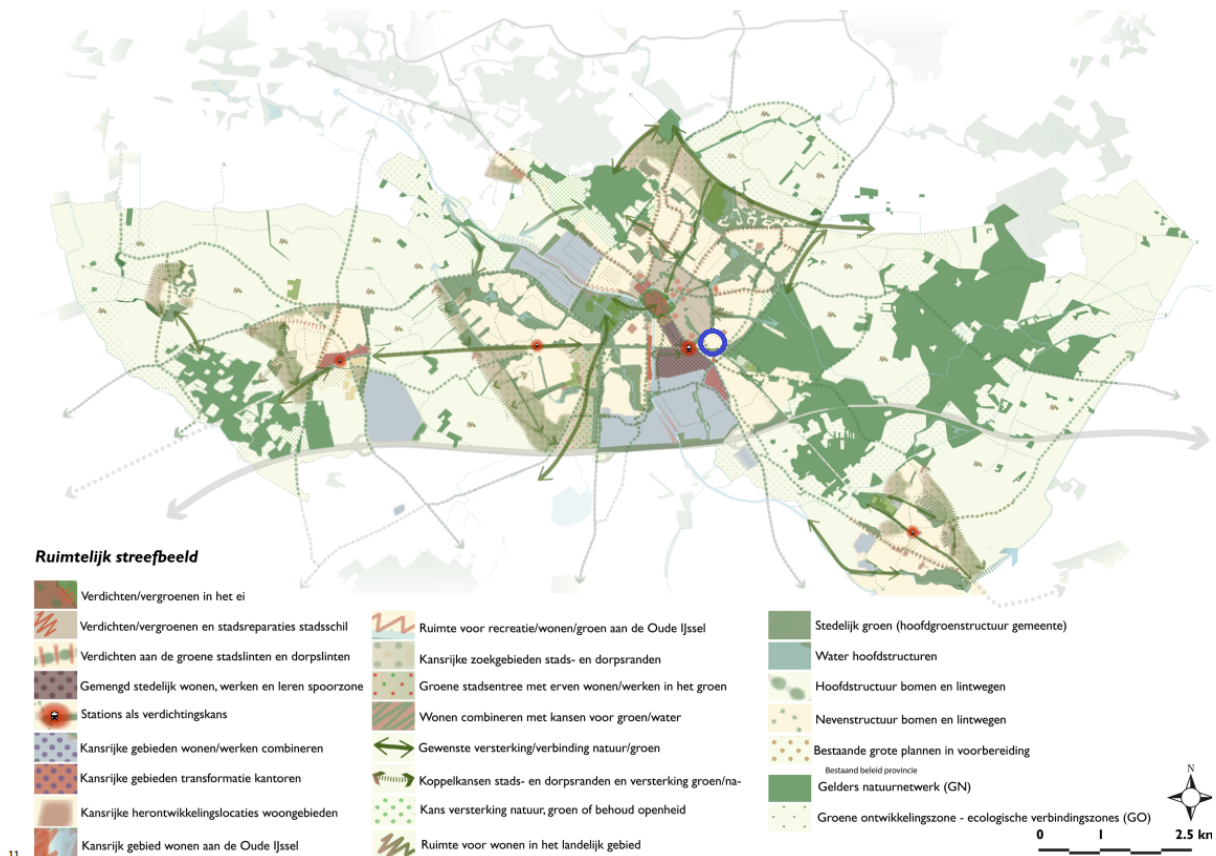 Ruimtelijk streefbeeld
Verdichten/vergroenen in het ei
Verdichten/vergroenen en stadsreparaties stadsschil
Verdichten aan de groene stadslinten en dorpslinten
Gemengd stedelijk wonen, werken en leren spoorzone
Stations als verdichtingskans
Kansrijke gebieden wonen/werken combineren
Kansrijke gebieden transformatie kantoren
Kansrijke herontwikkelingslocaties woongebieden
Kansrijk gebied wonen aan de Oude IJssel
Ruimte voor recreatie/wonen/groen aan de Oude IJssel
Kansrijke zoekgebieden stads- en dorpsranden
Groene stadsentree met erven wonen/werken in het groen
Wonen combineren met kansen voor groen/water
Gewenste versterking/verbinding natuur/groen
Koppelkansen stads- en dorpsranden en versterking groen/na-
Kans versterking natuur, groen of behoud openheid
Ruimte voor wonen in het landelijk gebied
Stedelijk groen (hoofdgroenstructuur gemeente)
Water hoofdstructuren
Hoofdstructuur bomen en lintwegen
Nevenstructuur bomen en lintwegen
Bestaande grote plannen in voorbereiding
Bestaand beleid provincie
Gelders natuurnetwerk (GN)
Groene ontwikkelingszone - ecologische verbindingszones (GO)
N
0 1 2.5 km
11